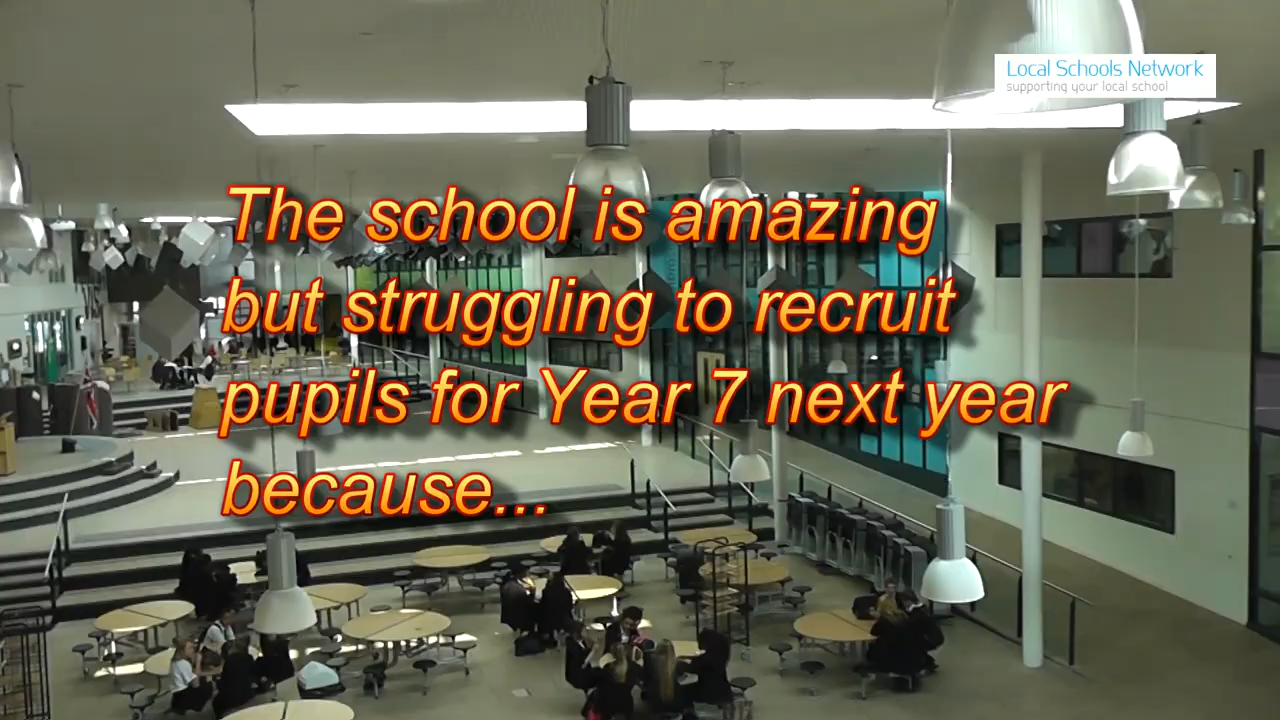 Local Schools Network
supporting your local school
The school is amazing
but struggling to recruit
pupils for Year 7 next year
because...